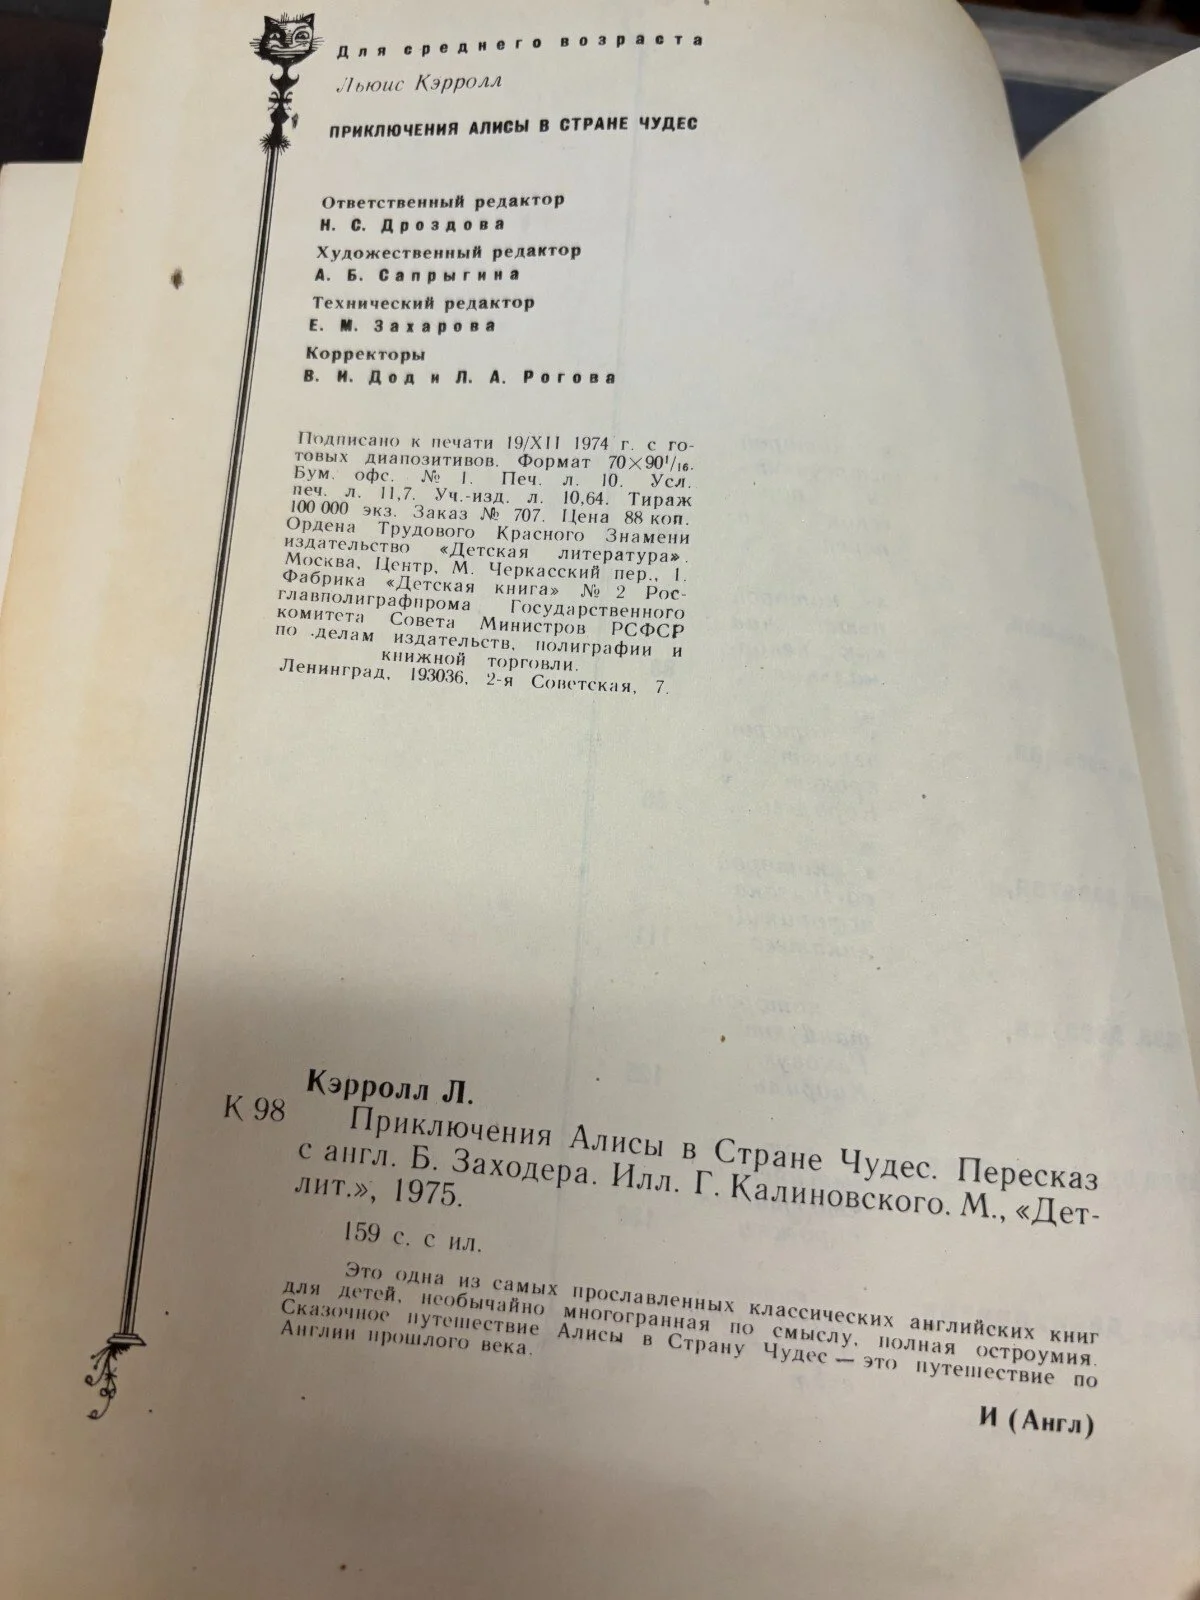 Для среднего возраста
Льюис Кэрролл
ПРИКЛЮЧЕНИЯ АЛИСЫ В СТРАНЕ ЧУДЕС
Ответственный редактор
Н. С. Дроздова
Художественный редактор
А. Б. Сапрыгина
Технический редактор
Е. М. Захарова
Корректоры
В. И. Дод и Л. А. Рогова
Подписано к печати 19/XII 1974 г. с го-
товых диапозитивов. Формат 70×90¹/₁₆.
Бум. офс. № 1. Печ. л. 10. Усл.
печ. л. 11,7. Уч.-изд. л. 10,64. Тираж
100 000 экз. Заказ № 707. Цена 88 коп.
Ордена Трудового Красного Знамени
издательство «Детская литература».
Москва, Центр, М. Черкасский пер., 1.
Фабрика «Детская книга» № 2 Рос-
главполиграфпрома Государственного
комитета Совета Министров РСФСР
по делам издательств, полиграфии и
книжной торговли.
Ленинград, 193036, 2-я Советская, 7.
Кэрролл Л.
К 98
Приключения Алисы в Стране Чудес. Пересказ
с англ. Б. Заходера. Илл. Г. Калиновского. М., «Дет-
лит.», 1975.
159 с. с ил.
Это одна из самых прославленных классических английских книг
для детей, необычайно многогранная по смыслу, полная остроумия.
Сказочное путешествие Алисы в Страну Чудес — это путешествие по
Англии прошлого века.
И (Англ)